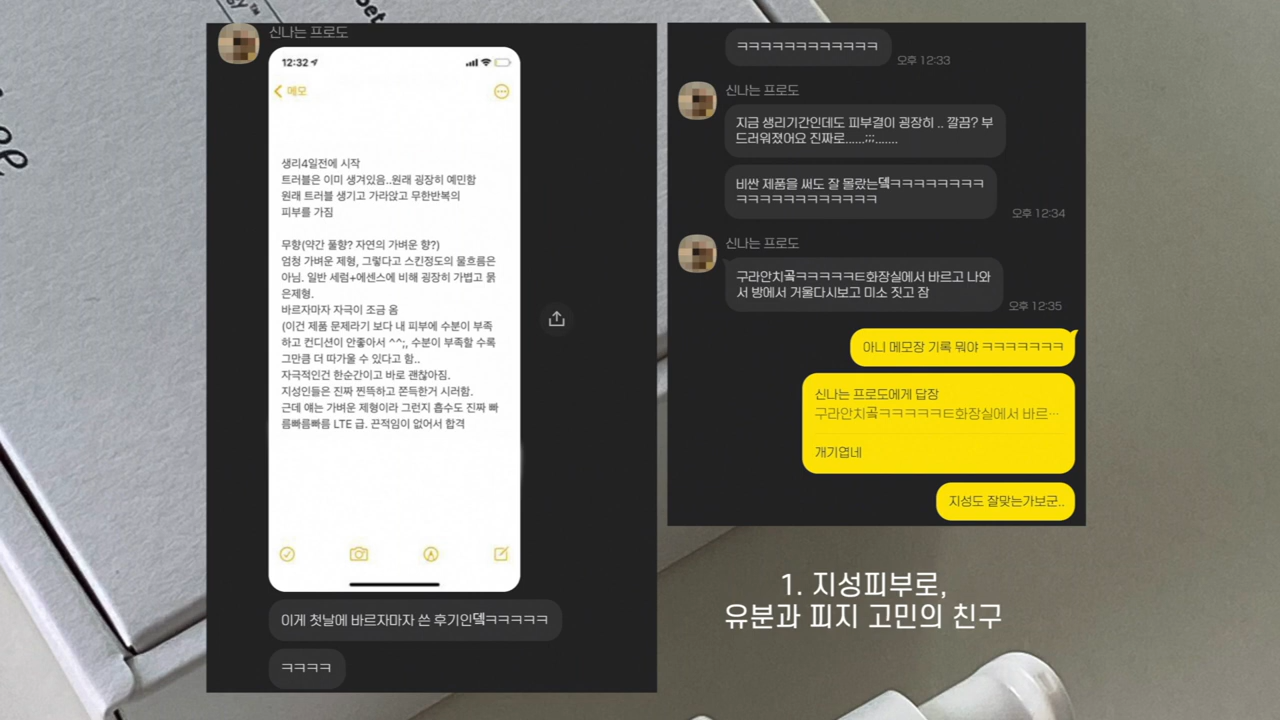 신나는 프로도
12:32
메모
생리4일전에 시작
트러블은 이미 생겨있음..원래 굉장히 예민함
원래 트러블 생기고 가라앉고 무한반복의
피부를 가짐
무향(약간 풀향? 자연의 가벼운 향?)
엄청 가벼운 제형, 그렇다고 스킨정도의 물흐름은
아님. 일반 세럼+에센스에 비해 굉장히 가볍고 묽
은제형.
바르자마자 자극이 조금 옴
(이건 제품 문제라기 보다 내 피부에 수분이 부족
하고 컨디션이 안좋아서 ^^;, 수분이 부족할 수록
그만큼 더 따가울 수 있다고 함..
자극적인건 한순간이고 바로 괜찮아짐.
지성인들은 진짜 찐뜩하고 쫀득한거 시러함.
근데 얘는 가벼운 제형이라 그런지 흡수도 진짜 빠
름빠름빠름 LTE 급. 끈적임이 없어서 합격
이게 첫날에 바르자마자 쓴 후기인뎈ㅋㅋㅋㅋㅋ
ㅋㅋㅋㅋ
ㅋㅋㅋㅋㅋㅋㅋㅋㅋㅋㅋㅋ
오후 12:33
신나는 프로도
지금 생리기간인데도 피부결이 굉장히 .. 깔끔? 부
드러워졌어요 진짜로......;;;.......
비싼 제품을 써도 잘 몰랐는뎈ㅋㅋㅋㅋㅋㅋㅋㅋ
ㅋㅋㅋㅋㅋㅋㅋㅋㅋㅋㅋㅋ
오후 12:34
신나는 프로도
구라안치곸ㅋㅋㅋㅋㅋㅌ화장실에서 바르고 나와
서 방에서 거울다시보고 미소 짓고 잠
오후 12:35
아니 메모장 기록 뭐야 ㅋㅋㅋㅋㅋㅋㅋ
신나는 프로도에게 답장
구라안치곸ㅋㅋㅋㅋㅋㅌ화장실에서 바르…
개기엽네
지성도 잘맞는가보군..
1. 지성피부로,
유분과 피지 고민의 친구